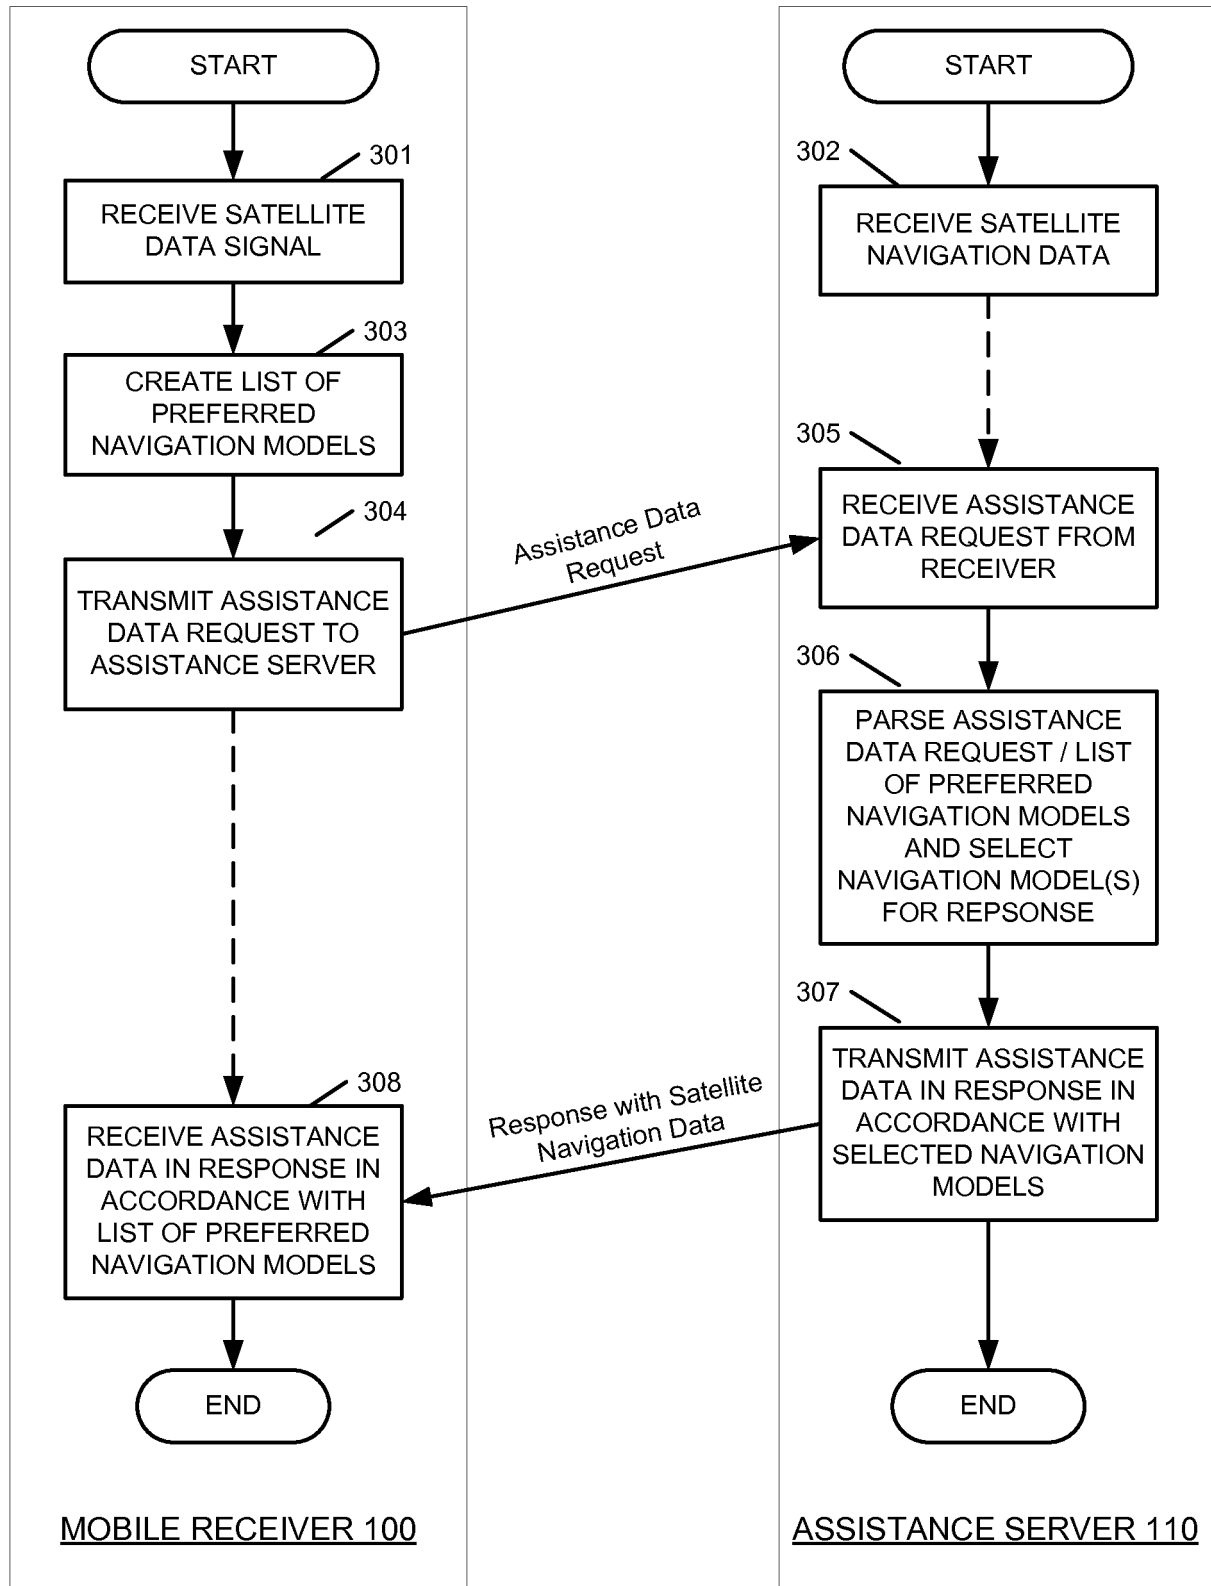 START
301
RECEIVE SATELLITE
DATA SIGNAL
303
CREATE LIST OF
PREFERRED
NAVIGATION MODELS
304
TRANSMIT ASSISTANCE
DATA REQUEST TO
ASSISTANCE SERVER
308
RECEIVE ASSISTANCE
DATA IN RESPONSE IN
ACCORDANCE WITH
LIST OF PREFERRED
NAVIGATION MODELS
END
MOBILE RECEIVER 100
Assistance Data
Request
Response with Satellite
Navigation Data
START
302
RECEIVE SATELLITE
NAVIGATION DATA
305
RECEIVE ASSISTANCE
DATA REQUEST FROM
RECEIVER
306
PARSE ASSISTANCE
DATA REQUEST / LIST
OF PREFERRED
NAVIGATION MODELS
AND SELECT
NAVIGATION MODEL(S)
FOR REPSONSE
307
TRANSMIT ASSISTANCE
DATA IN RESPONSE IN
ACCORDANCE WITH
SELECTED NAVIGATION
MODELS
END
ASSISTANCE SERVER 110